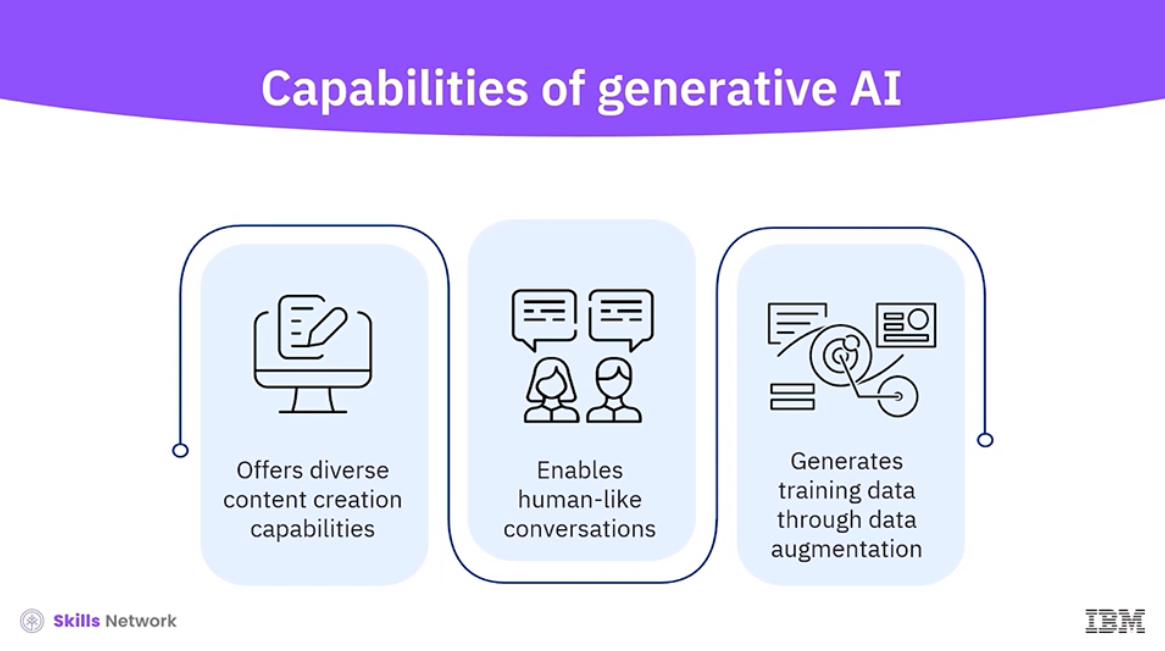 Capabilities of generative AI
Offers diverse
content creation
capabilities
Enables
human-like
conversations
Generates
training data
through data
augmentation
Skills Network
IBM